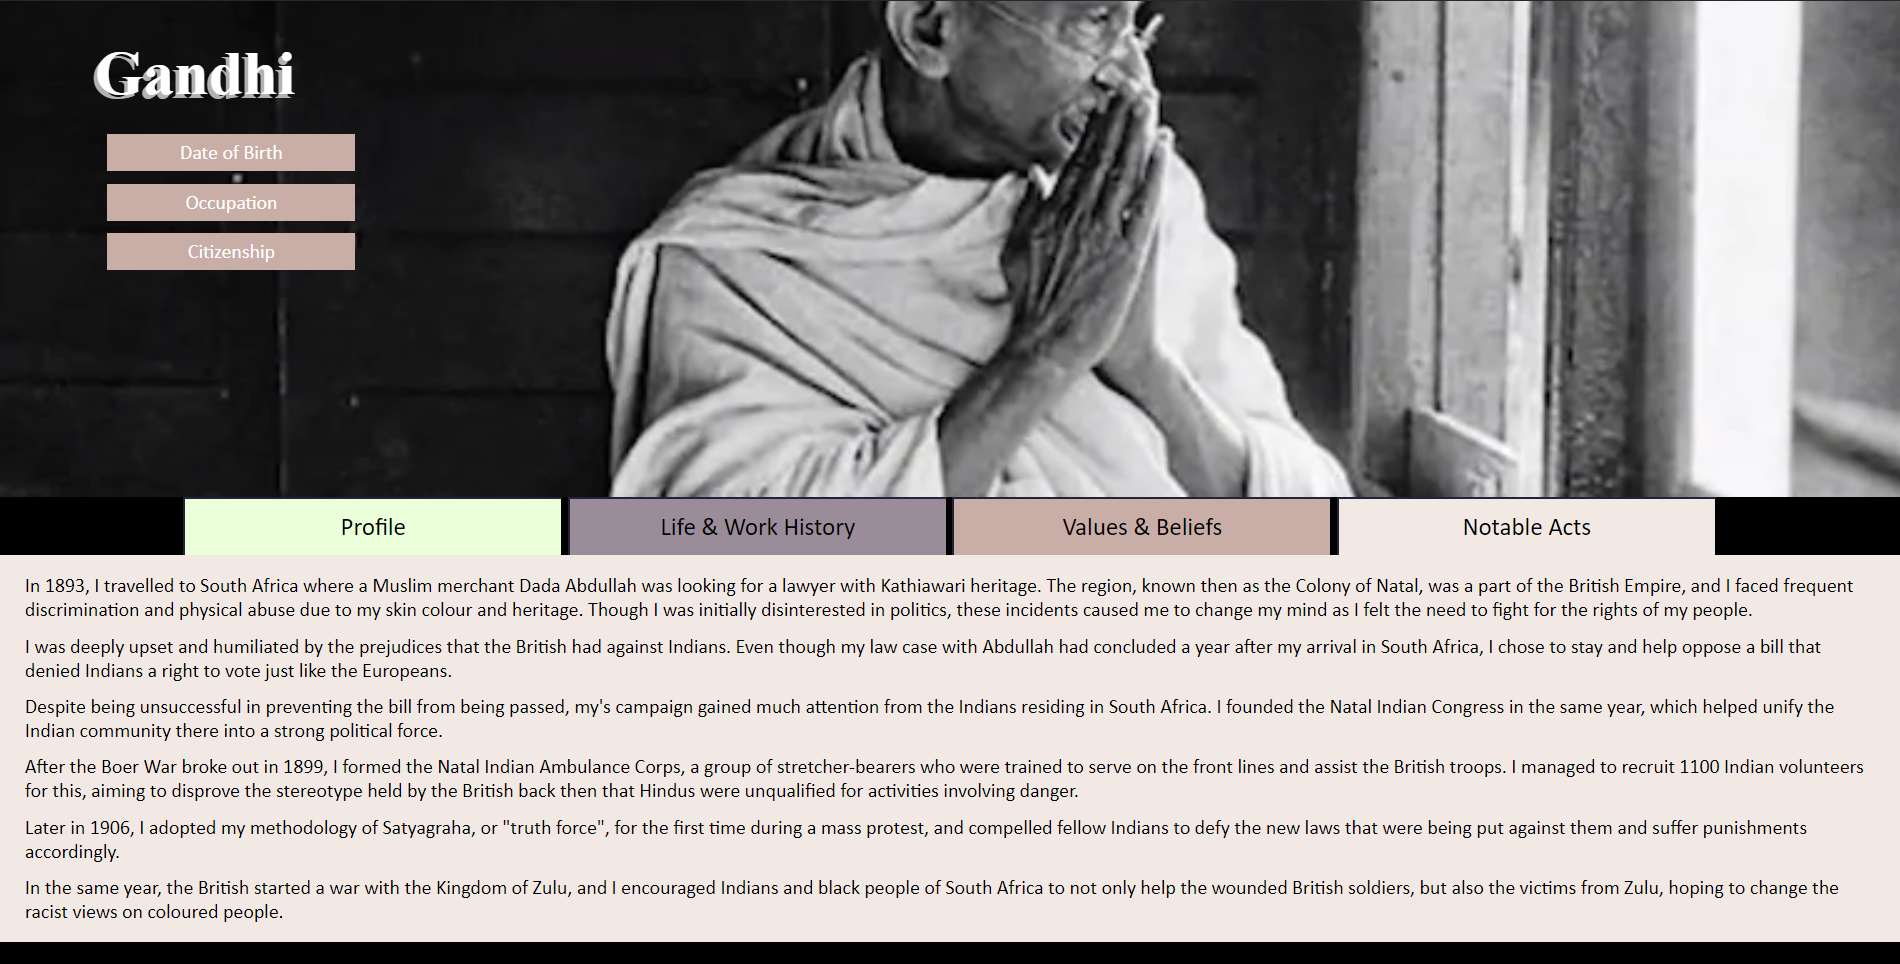 Gandhi
Date of Birth
Occupation
Citizenship
Profile
Life & Work History
Values & Beliefs
Notable Acts
In 1893, I travelled to South Africa where a Muslim merchant Dada Abdullah was looking for a lawyer with Kathiawari heritage. The region, known then as the Colony of Natal, was a part of the British Empire, and I faced frequent
discrimination and physical abuse due to my skin colour and heritage. Though I was initially disinterested in politics, these incidents caused me to change my mind as I felt the need to fight for the rights of my people.
I was deeply upset and humiliated by the prejudices that the British had against Indians. Even though my law case with Abdullah had concluded a year after my arrival in South Africa, I chose to stay and help oppose a bill that
denied Indians a right to vote just like the Europeans.
Despite being unsuccessful in preventing the bill from being passed, my's campaign gained much attention from the Indians residing in South Africa. I founded the Natal Indian Congress in the same year, which helped unify the
Indian community there into a strong political force.
After the Boer War broke out in 1899, I formed the Natal Indian Ambulance Corps, a group of stretcher-bearers who were trained to serve on the front lines and assist the British troops. I managed to recruit 1100 Indian volunteers
for this, aiming to disprove the stereotype held by the British back then that Hindus were unqualified for activities involving danger.
Later in 1906, I adopted my methodology of Satyagraha, or "truth force", for the first time during a mass protest, and compelled fellow Indians to defy the new laws that were being put against them and suffer punishments
accordingly.
In the same year, the British started a war with the Kingdom of Zulu, and I encouraged Indians and black people of South Africa to not only help the wounded British soldiers, but also the victims from Zulu, hoping to change the
racist views on coloured people.